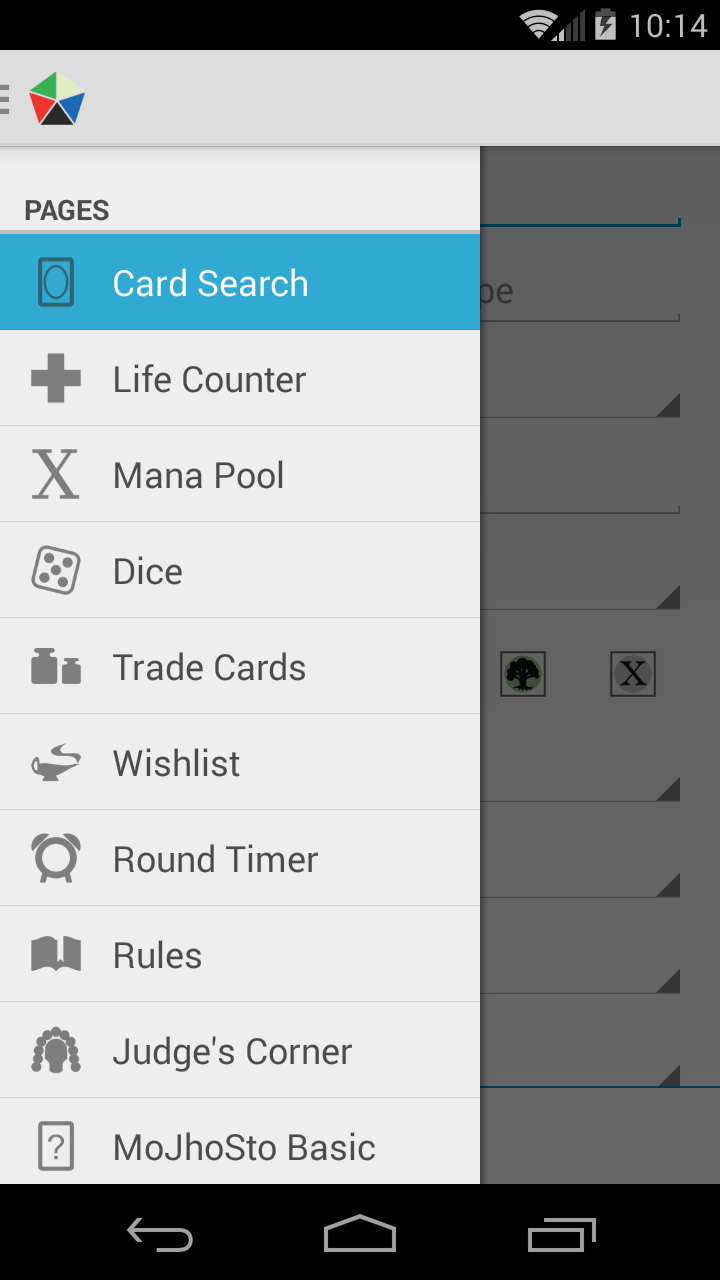 10:14
PAGES
Card Search
Life Counter
Mana Pool
X
Dice
Trade Cards
X
Wishlist
Round Timer
Rules
Judge's Corner
? MoJhoSto Basic